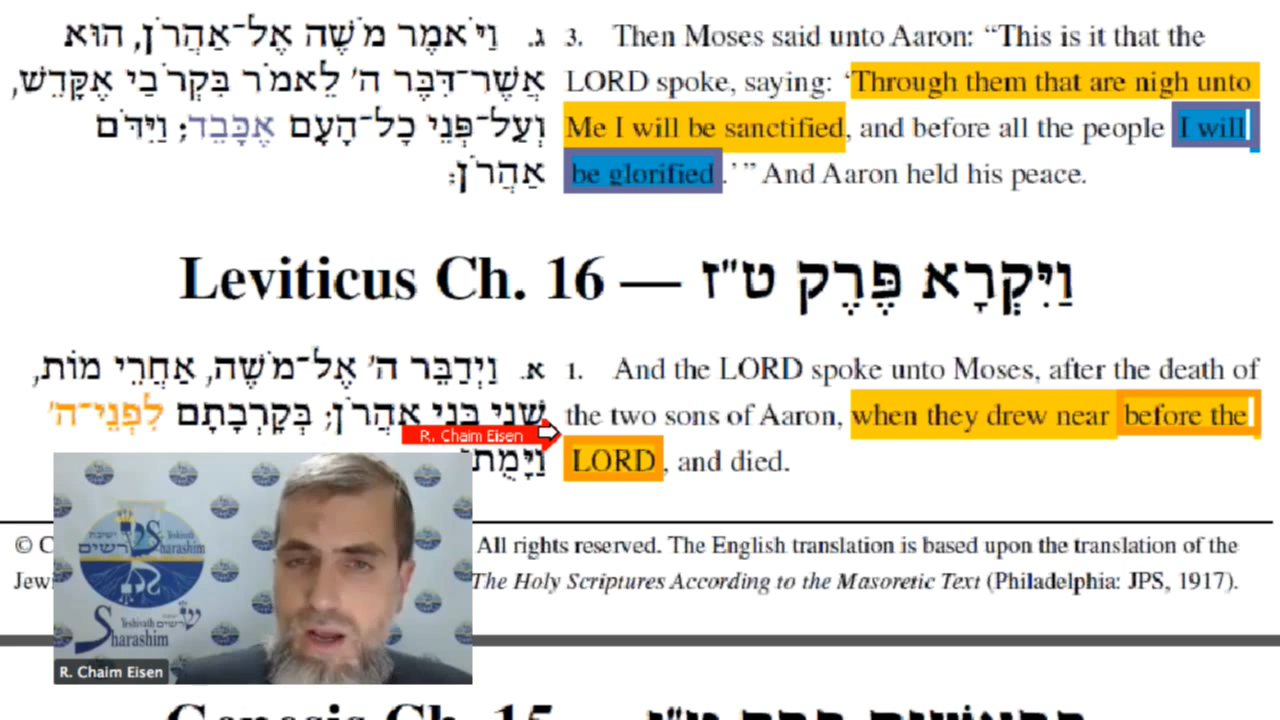 ג. וַיֹּאמֶר מֹשֶׁה אֶל־אַהֲרֹן, הוּא
אֲשֶׁר־דִּבֶּר ה' לֵאמֹר בִּקְרֹבַי אֶקָּדֵשׁ,
וְעַל־פְּנֵי כָל־הָעָם אֶכָּבֵד; וַיִּדֹּם
אַהֲרֹן:
3. Then Moses said unto Aaron: “This is it that the
LORD spoke, saying: ‘Through them that are nigh unto
Me I will be sanctified, and before all the people I will
be glorified.’” And Aaron held his peace.
Leviticus Ch. 16 — וַיִּקְרָא פֶּרֶק ט"ז
א. וַיְדַבֵּר ה' אֶל־מֹשֶׁה, אַחֲרֵי מוֹת,
שְׁנֵי בְּנֵי אַהֲרֹן; בְּקָרְבָתָם לִפְנֵי־ה'
1. And the LORD spoke unto Moses, after the death of
the two sons of Aaron, when they drew near before the
LORD, and died.
R. Chaim Eisen
All rights reserved. The English translation is based upon the translation of the
The Holy Scriptures According to the Masoretic Text (Philadelphia: JPS, 1917).
Yeshivath
Sharashim
ישיבת
שרשים
Yeshivath
Sharashim
R. Chaim Eisen